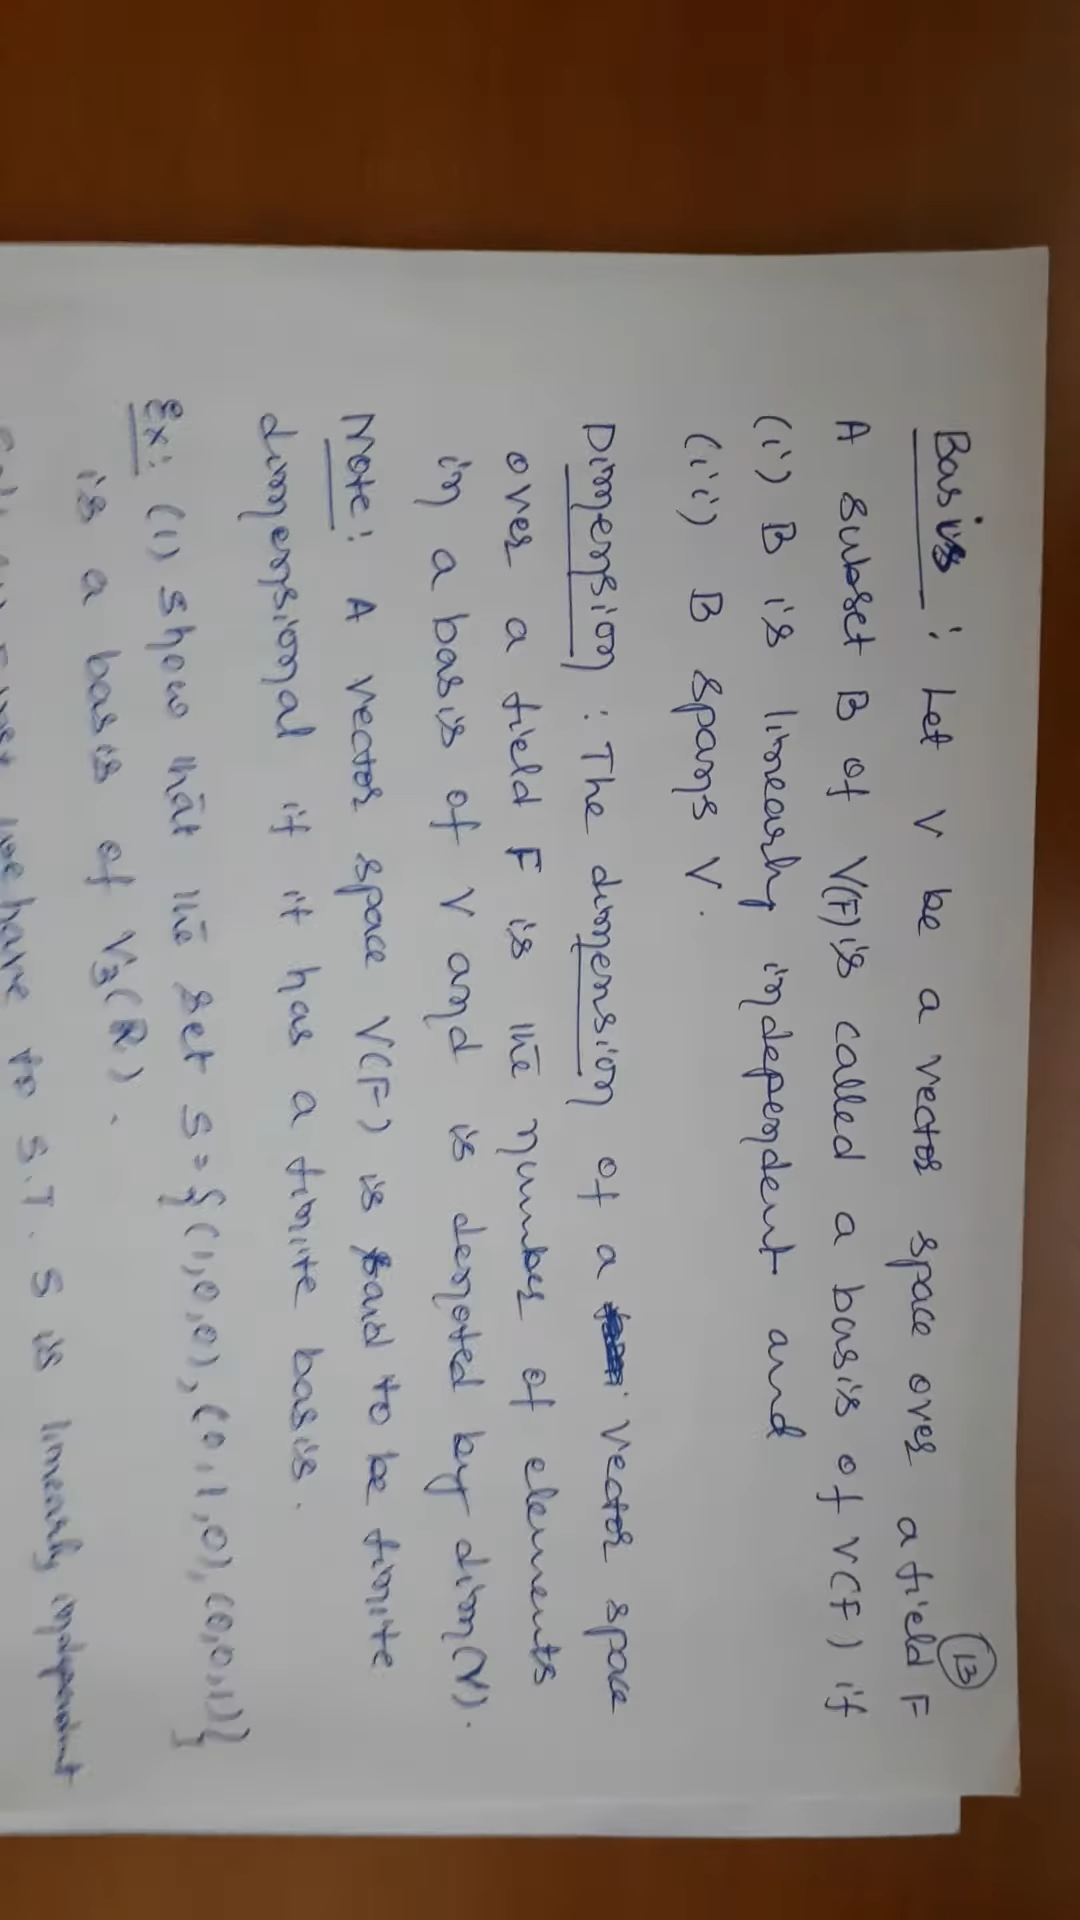 13
Basis : Let V be a vector space over a field F
A subset B of V(F) is called a basis of V(F) if
(i) B is linearly independent and
(ii) B spans V.
Dimension : The dimension of a vector space
over a field F is the number of elements
in a basis of V and is denoted by dim(V).
Note: A vector space V(F) is said to be finite
dimensional if it has a finite basis.
Ex: (1) show that the set S={(1,0,0),(0,1,0),(0,0,1)}
is a basis of V3(R).
we have to S.T. S is linearly independent